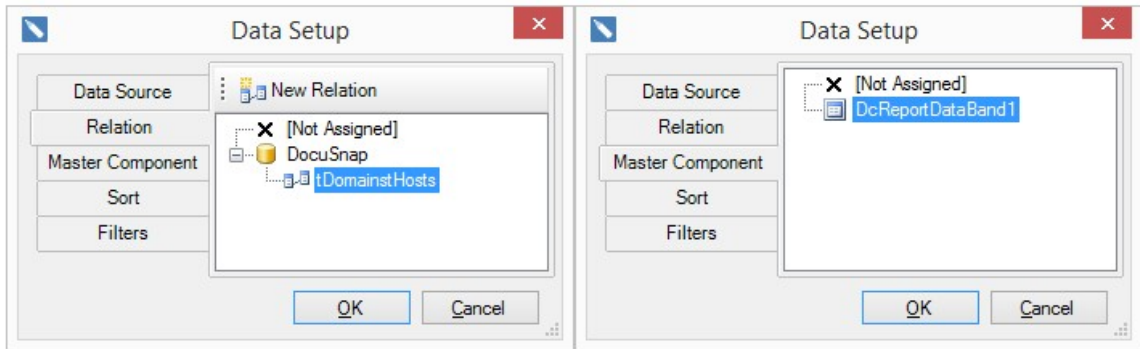 Data Setup
Data Source
Relation
Master Component
Sort
Filters
New Relation
[Not Assigned]
DocuSnap
tDomainstHosts
OK
Cancel
Data Setup
Data Source
Relation
Master Component
Sort
Filters
[Not Assigned]
DcReportDataBand1
OK
Cancel